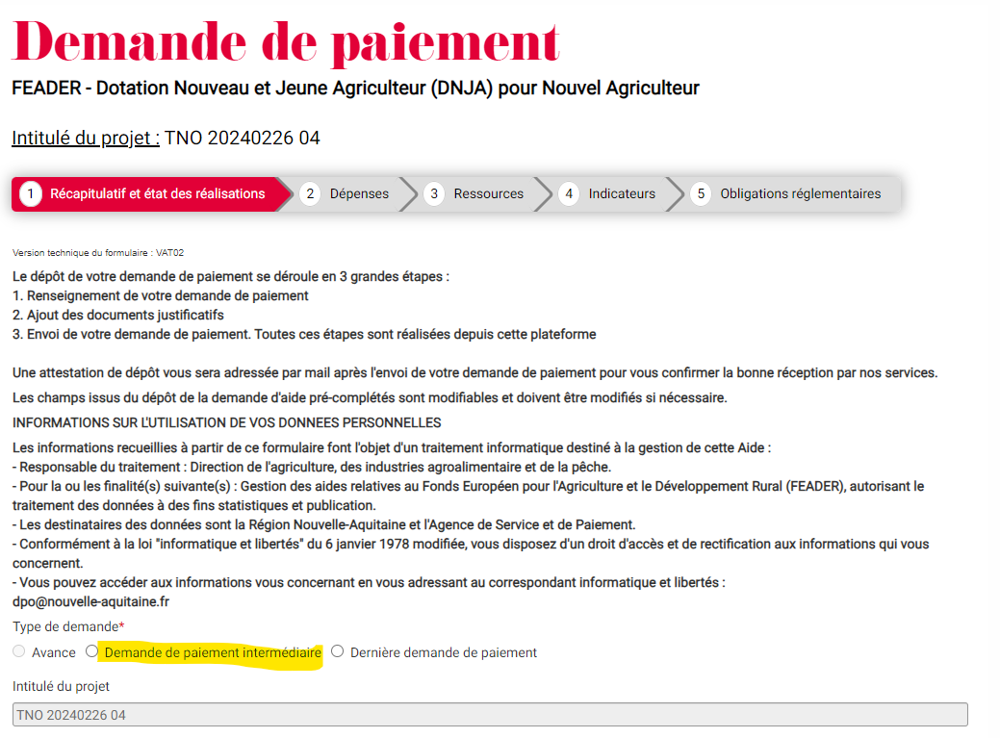 Demande de paiement
FEADER - Dotation Nouveau et Jeune Agriculteur (DNJA) pour Nouvel Agriculteur
Intitulé du projet : TNO 20240226 04
1 Récapitulatif et état des réalisations 2 Dépenses 3 Ressources 4 Indicateurs 5 Obligations réglementaires
Version technique du formulaire : VAT02
Le dépôt de votre demande de paiement se déroule en 3 grandes étapes :
1. Renseignement de votre demande de paiement
2. Ajout des documents justificatifs
3. Envoi de votre demande de paiement. Toutes ces étapes sont réalisées depuis cette plateforme
Une attestation de dépôt vous sera adressée par mail après l'envoi de votre demande de paiement pour vous confirmer la bonne réception par nos services.
Les champs issus du dépôt de la demande d'aide pré-complétés sont modifiables et doivent être modifiés si nécessaire.
INFORMATIONS SUR L'UTILISATION DE VOS DONNEES PERSONNELLES
Les informations recueillies à partir de ce formulaire font l'objet d'un traitement informatique destiné à la gestion de cette Aide :
- Responsable du traitement : Direction de l'agriculture, des industries agroalimentaire et de la pêche.
- Pour la ou les finalité(s) suivante(s) : Gestion des aides relatives au Fonds Européen pour l'Agriculture et le Développement Rural (FEADER), autorisant le
traitement des données à des fins statistiques et publication.
- Les destinataires des données sont la Région Nouvelle-Aquitaine et l'Agence de Service et de Paiement.
- Conformément à la loi "informatique et libertés" du 6 janvier 1978 modifiée, vous disposez d'un droit d'accès et de rectification aux informations qui vous
concernent.
- Vous pouvez accéder aux informations vous concernant en vous adressant au correspondant informatique et libertés :
dpo@nouvelle-aquitaine.fr
Type de demande*
Avance Demande de paiement intermédiaire Dernière demande de paiement
Intitulé du projet
TNO 20240226 04